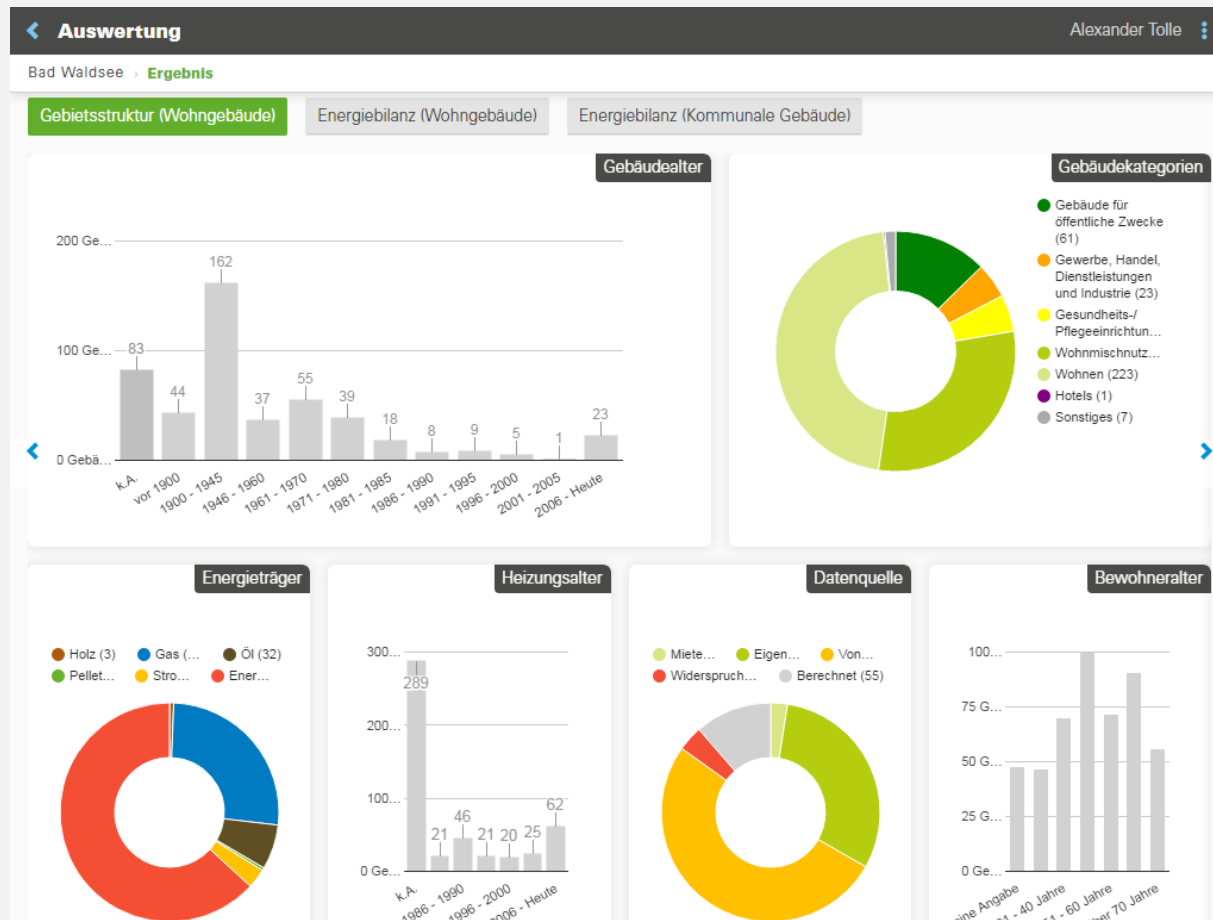 Auswertung
Alexander Tolle
Bad Waldsee › Ergebnis
Gebietsstruktur (Wohngebäude)
Energiebilanz (Wohngebäude)
Energiebilanz (Kommunale Gebäude)
Gebäudealter
200 Ge...
100 Ge...
0 Gebä...
83
44
162
37
55
39
18
8
9
5
1
23
k.A.
vor 1900
1900 - 1945
1946 - 1960
1961 - 1970
1971 - 1980
1981 - 1985
1986 - 1990
1991 - 1995
1996 - 2000
2001 - 2005
2006 - Heute
Gebäudekategorien
Gebäude für
öffentliche Zwecke
(61)
Gewerbe, Handel,
Dienstleistungen
und Industrie (23)
Gesundheits-/
Pflegeeinrichtun...
Wohnmischnutz...
Wohnen (223)
Hotels (1)
Sonstiges (7)
Energieträger
Holz (3)
Gas (...
Öl (32)
Pellet...
Stro...
Ener...
Heizungsalter
300...
200...
100...
0 Ge...
289
21
46
21
20
25
62
k.A.
1986 - 1990
1996 - 2000
2006 - Heute
Datenquelle
Miete...
Eigen...
Von...
Widerspruch...
Berechnet (55)
Bewohneralter
100...
75 G...
50 G...
25 G...
0 Ge...
eine Angabe
31 - 40 Jahre
51 - 60 Jahre
ter 70 Jahre